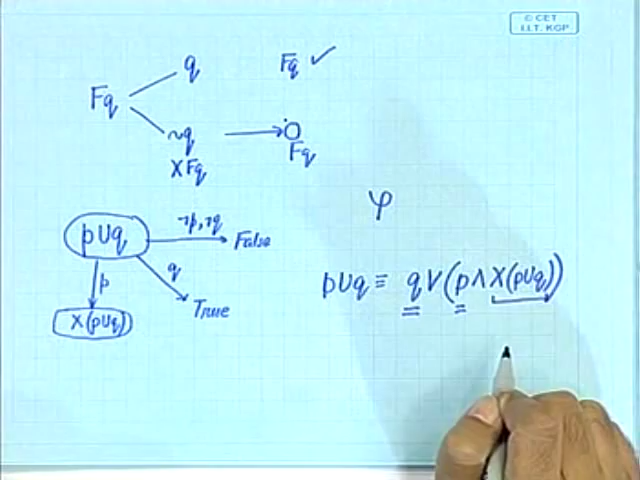 © CET
I.I.T. KGP
q
Fq ✓
Fq
~q
XFq
Fq
φ
pUq
¬p,¬q
False
q
True
p
X(pUq)
pUq ≡ q∨(p∧X(pUq))